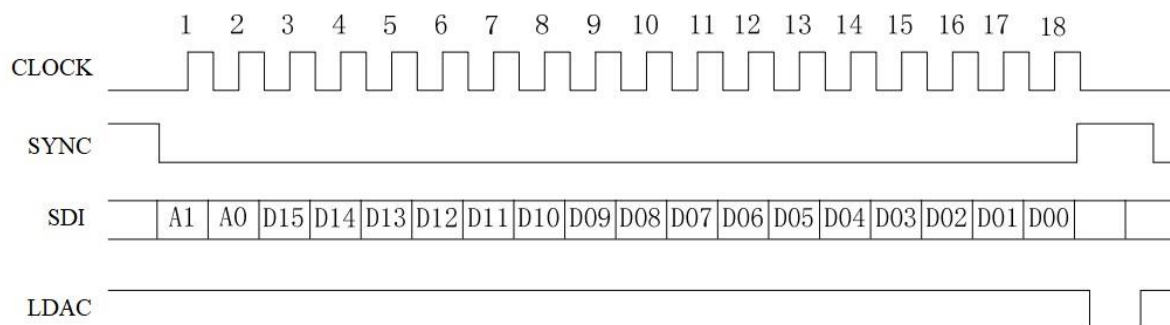 1 2 3 4 5 6 7 8 9 10 11 12 13 14 15 16 17 18
CLOCK
SYNC
SDI A1 A0 D15 D14 D13 D12 D11 D10 D09 D08 D07 D06 D05 D04 D03 D02 D01 D00
LDAC